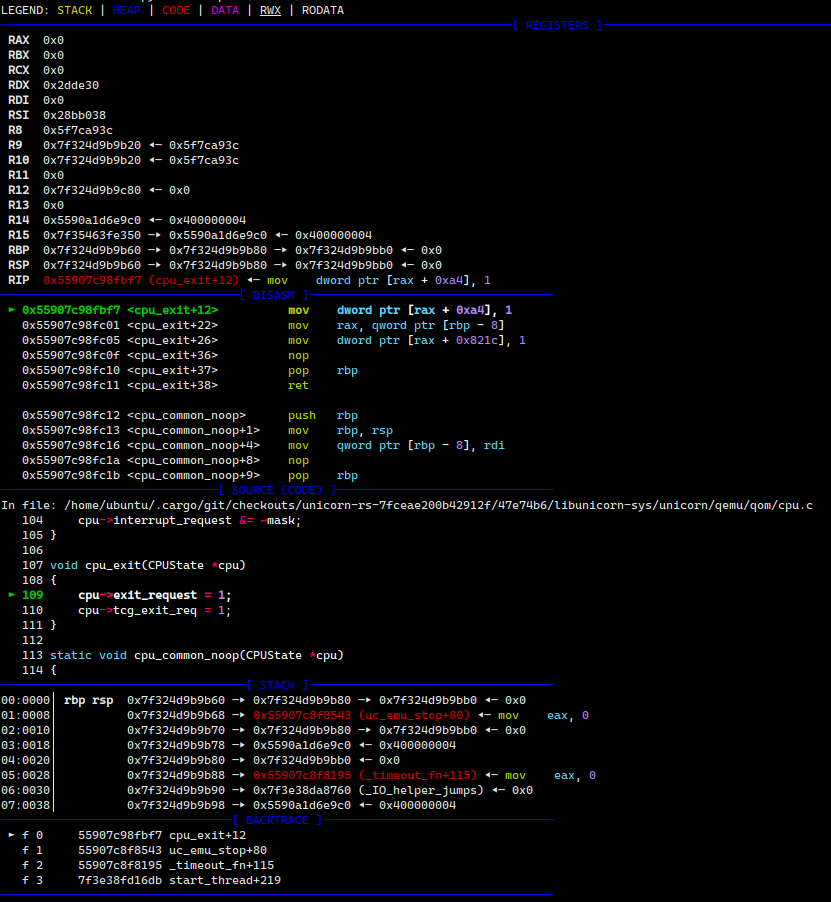 LEGEND: STACK | HEAP | CODE | DATA | RWX | RODATA
[ REGISTERS ]
RAX 0x0
RBX 0x0
RCX 0x0
RDX 0x2dde30
RDI 0x0
RSI 0x28bb038
R8 0x5f7ca93c
R9 0x7f324d9b9b20 ◂— 0x5f7ca93c
R10 0x7f324d9b9b20 ◂— 0x5f7ca93c
R11 0x0
R12 0x7f324d9b9c80 ◂— 0x0
R13 0x0
R14 0x5590a1d6e9c0 ◂— 0x400000004
R15 0x7f35463fe350 —▸ 0x5590a1d6e9c0 ◂— 0x400000004
RBP 0x7f324d9b9b60 —▸ 0x7f324d9b9b80 —▸ 0x7f324d9b9bb0 ◂— 0x0
RSP 0x7f324d9b9b60 —▸ 0x7f324d9b9b80 —▸ 0x7f324d9b9bb0 ◂— 0x0
RIP 0x55907c98fbf7 (cpu_exit+12) ◂— mov dword ptr [rax + 0xa4], 1
[ DISASM ]
► 0x55907c98fbf7 <cpu_exit+12> mov dword ptr [rax + 0xa4], 1
0x55907c98fc01 <cpu_exit+22> mov rax, qword ptr [rbp - 8]
0x55907c98fc05 <cpu_exit+26> mov dword ptr [rax + 0x821c], 1
0x55907c98fc0f <cpu_exit+36> nop
0x55907c98fc10 <cpu_exit+37> pop rbp
0x55907c98fc11 <cpu_exit+38> ret
0x55907c98fc12 <cpu_common_noop> push rbp
0x55907c98fc13 <cpu_common_noop+1> mov rbp, rsp
0x55907c98fc16 <cpu_common_noop+4> mov qword ptr [rbp - 8], rdi
0x55907c98fc1a <cpu_common_noop+8> nop
0x55907c98fc1b <cpu_common_noop+9> pop rbp
[ SOURCE (CODE) ]
In file: /home/ubuntu/.cargo/git/checkouts/unicorn-rs-7fceae200b42912f/47e74b6/libunicorn-sys/unicorn/qemu/qom/cpu.c
104 cpu->interrupt_request &= ~mask;
105 }
106
107 void cpu_exit(CPUState *cpu)
108 {
► 109 cpu->exit_request = 1;
110 cpu->tcg_exit_req = 1;
111 }
112
113 static void cpu_common_noop(CPUState *cpu)
114 {
[ STACK ]
00:0000│ rbp rsp 0x7f324d9b9b60 —▸ 0x7f324d9b9b80 —▸ 0x7f324d9b9bb0 ◂— 0x0
01:0008│ 0x7f324d9b9b68 —▸ 0x55907c8f8543 (uc_emu_stop+80) ◂— mov eax, 0
02:0010│ 0x7f324d9b9b70 —▸ 0x7f324d9b9b80 —▸ 0x7f324d9b9bb0 ◂— 0x0
03:0018│ 0x7f324d9b9b78 —▸ 0x5590a1d6e9c0 ◂— 0x400000004
04:0020│ 0x7f324d9b9b80 —▸ 0x7f324d9b9bb0 ◂— 0x0
05:0028│ 0x7f324d9b9b88 —▸ 0x55907c8f8195 (_timeout_fn+115) ◂— mov eax, 0
06:0030│ 0x7f324d9b9b90 —▸ 0x7f3e38da8760 (_IO_helper_jumps) ◂— 0x0
07:0038│ 0x7f324d9b9b98 —▸ 0x5590a1d6e9c0 ◂— 0x400000004
[ BACKTRACE ]
► f 0 55907c98fbf7 cpu_exit+12
f 1 55907c8f8543 uc_emu_stop+80
f 2 55907c8f8195 _timeout_fn+115
f 3 7f3e38fd16db start_thread+219